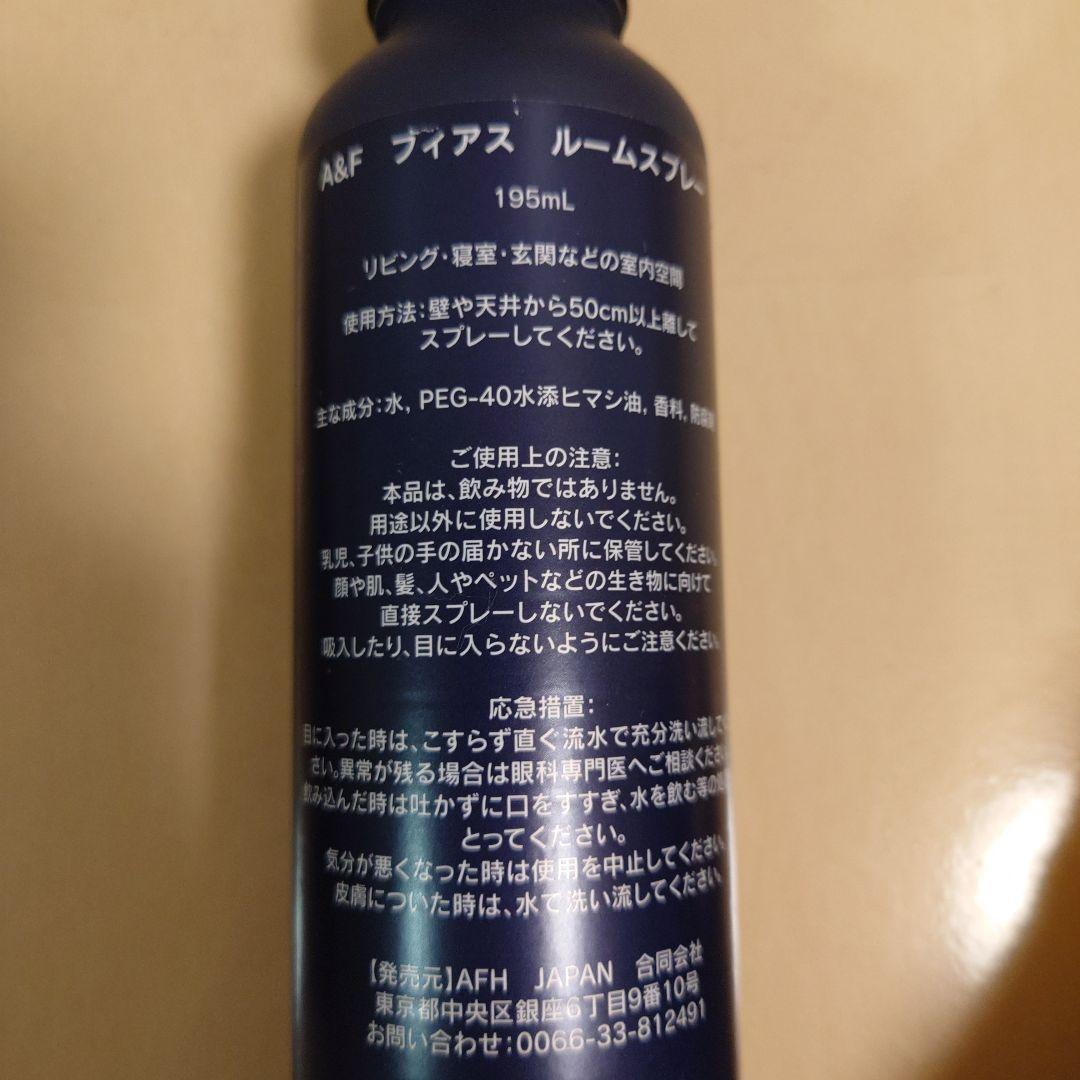 A&F ブィアス ルームスプレー
195mL
リビング・寝室・玄関などの室内空間
使用方法：壁や天井から50cm以上離して
スプレーしてください。
主な成分：水, PEG-40水添ヒマシ油, 香料, 防腐剤
ご使用上の注意：
本品は、飲み物ではありません。
用途以外に使用しないでください。
乳児、子供の手の届かない所に保管してください。
顔や肌、髪、人やペットなどの生き物に向けて
直接スプレーしないでください。
吸入したり、目に入らないようにご注意ください。
応急措置：
目に入った時は、こすらず直ぐ流水で充分洗い流して
さい。異常が残る場合は眼科専門医へご相談くださ
飲み込んだ時は吐かずに口をすすぎ、水を飲む等の
とってください。
気分が悪くなった時は使用を中止してください。
皮膚についた時は、水で洗い流してください。
【発売元】AFH JAPAN 合同会社
東京都中央区銀座6丁目9番10号
お問い合わせ：0066-33-812491